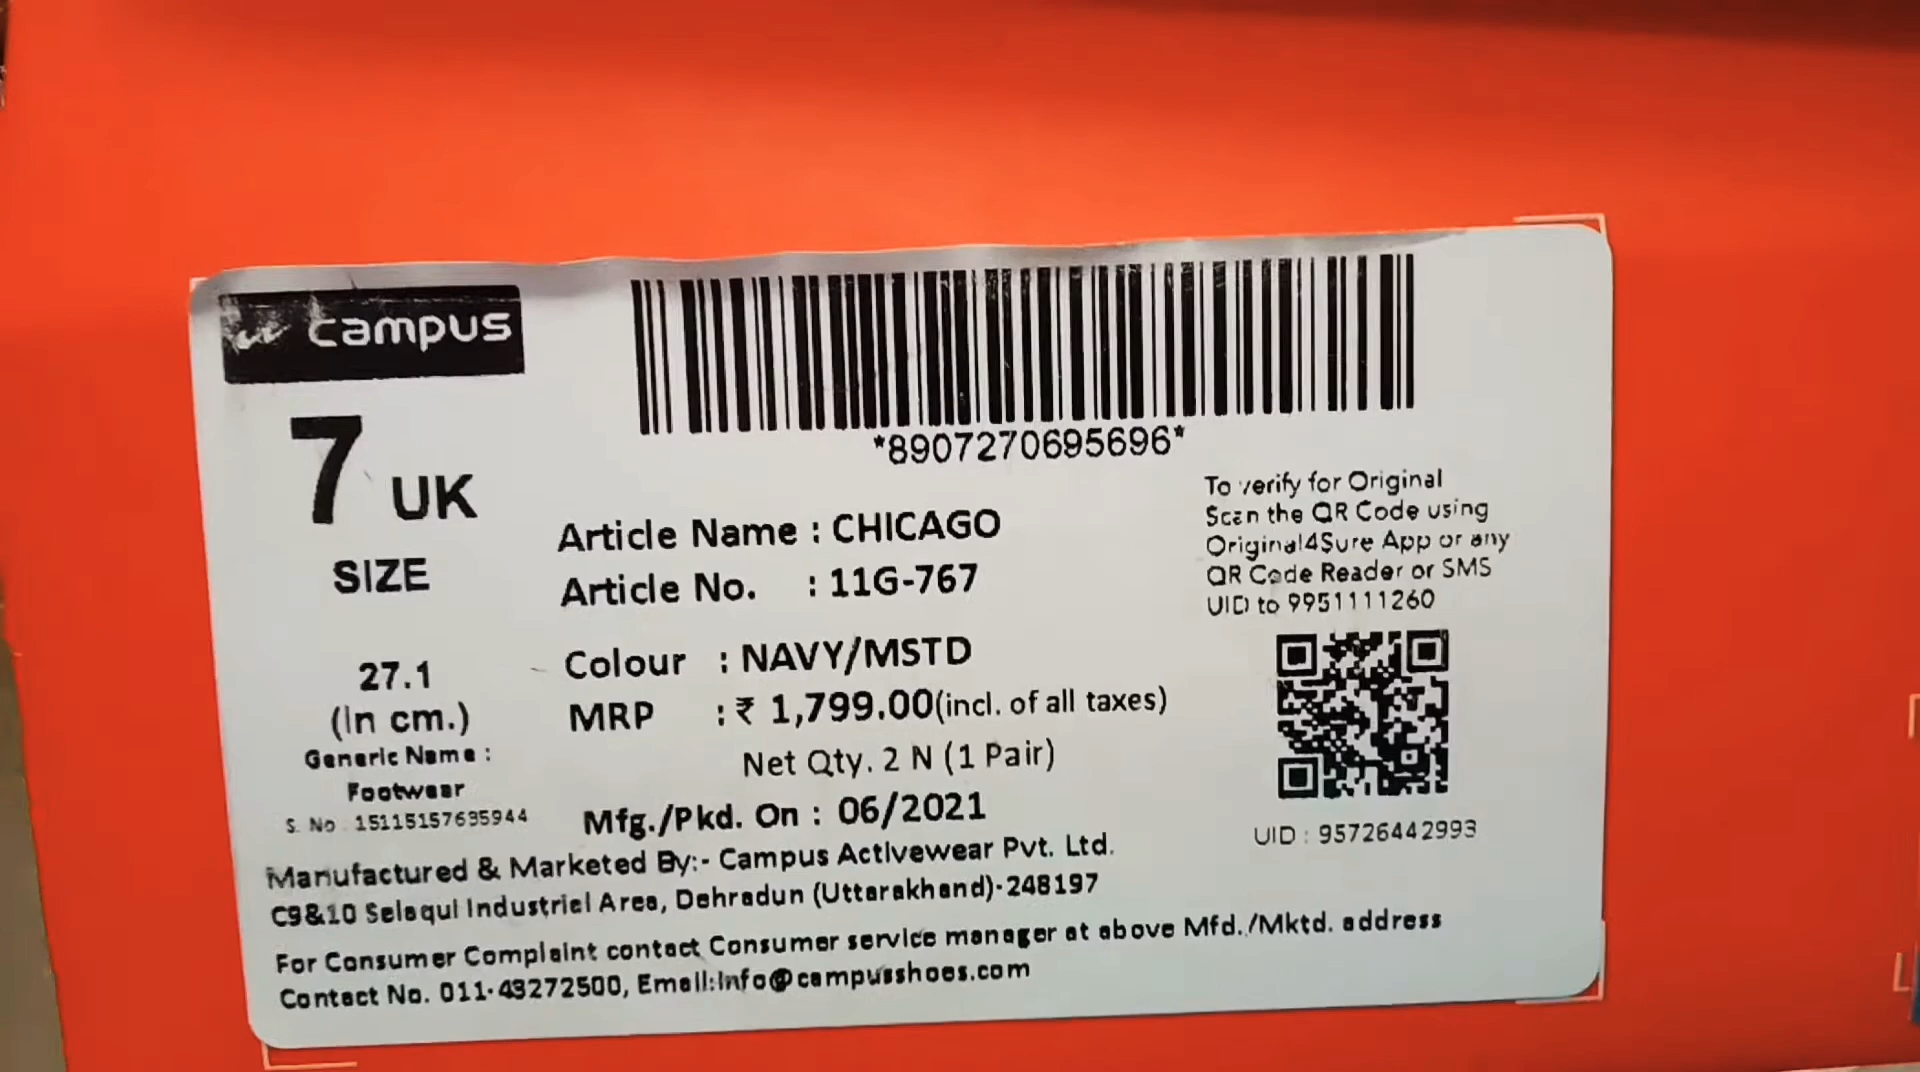 campus
*8907270695696*
7 UK
SIZE
27.1
(In cm.)
Generic Name :
Footwear
S. No : 15115157635944
Article Name : CHICAGO
Article No. : 11G-767
Colour : NAVY/MSTD
MRP : ₹ 1,799.00(incl. of all taxes)
Net Qty. 2 N (1 Pair)
Mfg./Pkd. On : 06/2021
To verify for Original
Scan the QR Code using
Original4Sure App or any
QR Code Reader or SMS
UID to 9951111260
UID : 95726442993
Manufactured & Marketed By:- Campus Activewear Pvt. Ltd.
C9&10 Selaqui Industrial Area, Dehradun (Uttarakhand)-248197
For Consumer Complaint contact Consumer service manager at above Mfd./Mktd. address
Contact No. 011-43272500, Email:Info@campusshoes.com